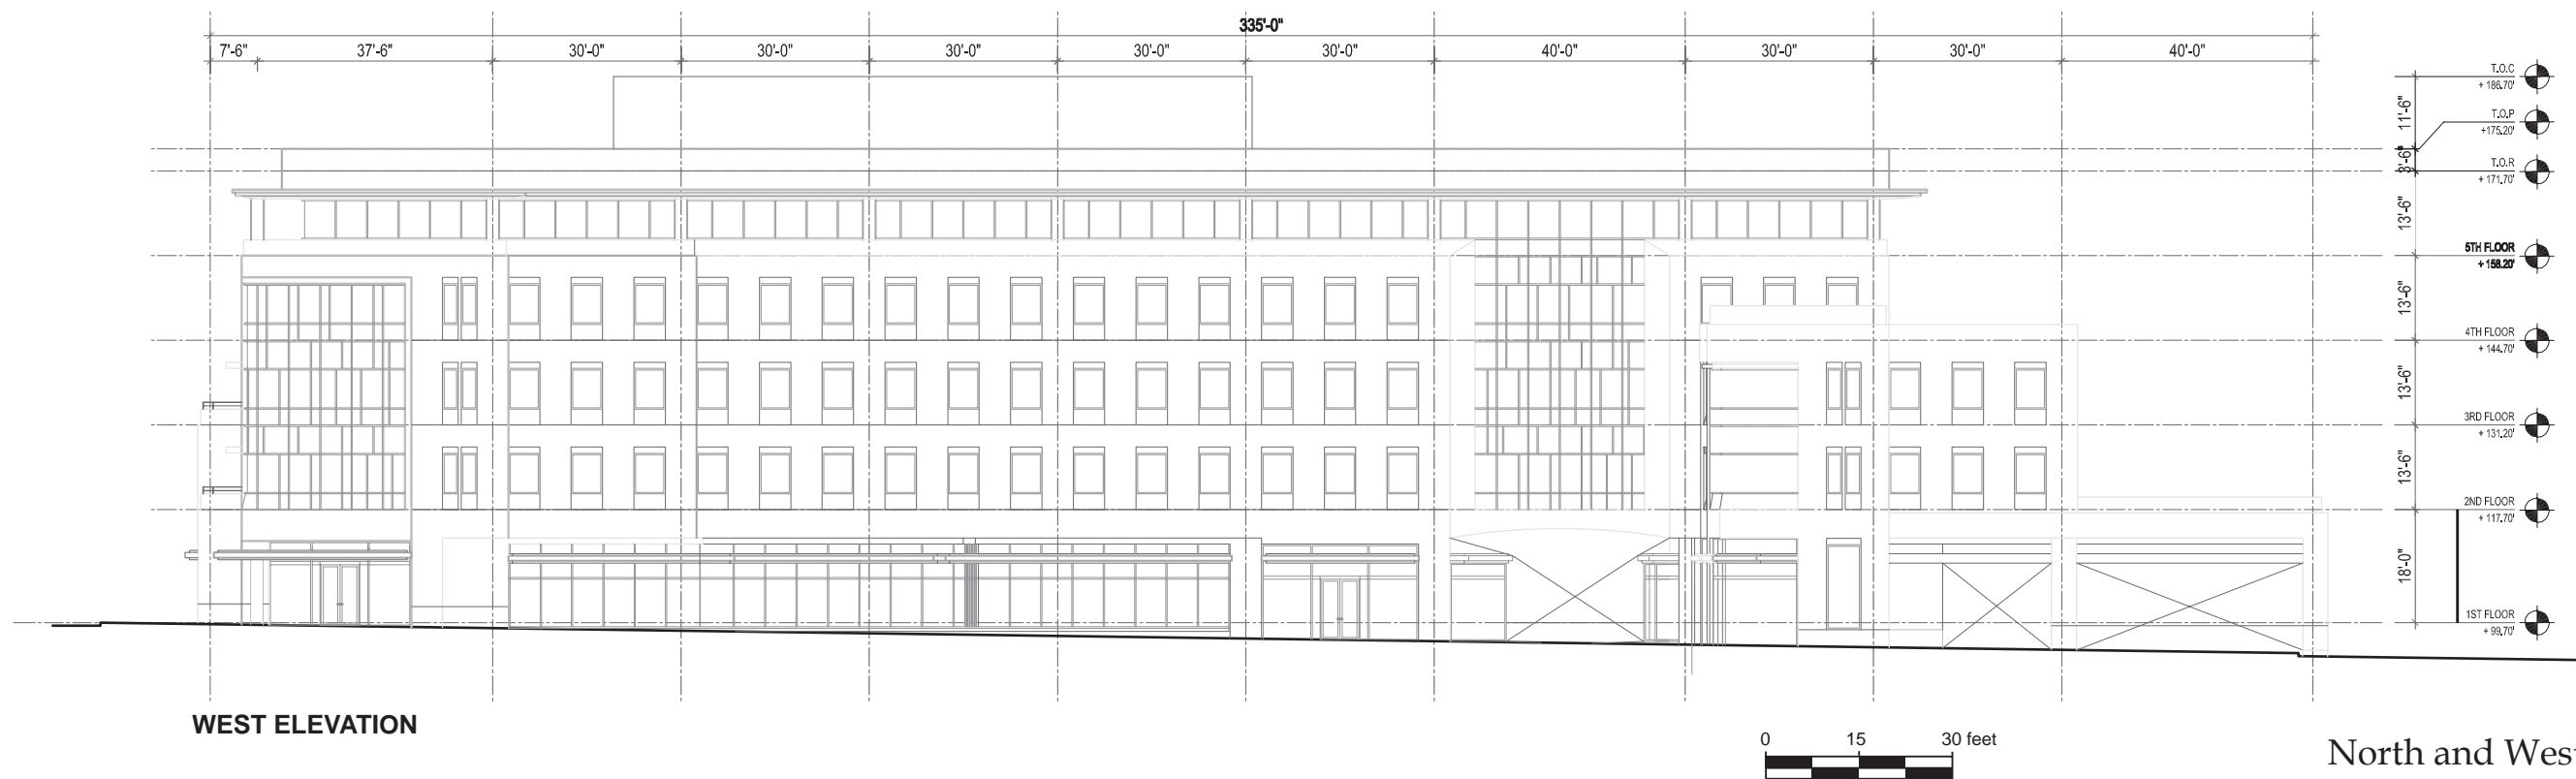 335'-0"
7'-6" 37'-6" 30'-0" 30'-0" 30'-0" 30'-0" 30'-0" 40'-0" 30'-0" 30'-0" 40'-0"
T.O.C
+ 186.70'
11'-6"
T.O.P
+175.20'
3'-6"
T.O.R
+ 171.70'
13'-6"
5TH FLOOR
+ 158.20'
13'-6"
4TH FLOOR
+ 144.70'
13'-6"
3RD FLOOR
+ 131.20'
13'-6"
2ND FLOOR
+ 117.70'
18'-0"
1ST FLOOR
+ 99.70'
WEST ELEVATION
0 15 30 feet
North and Wes